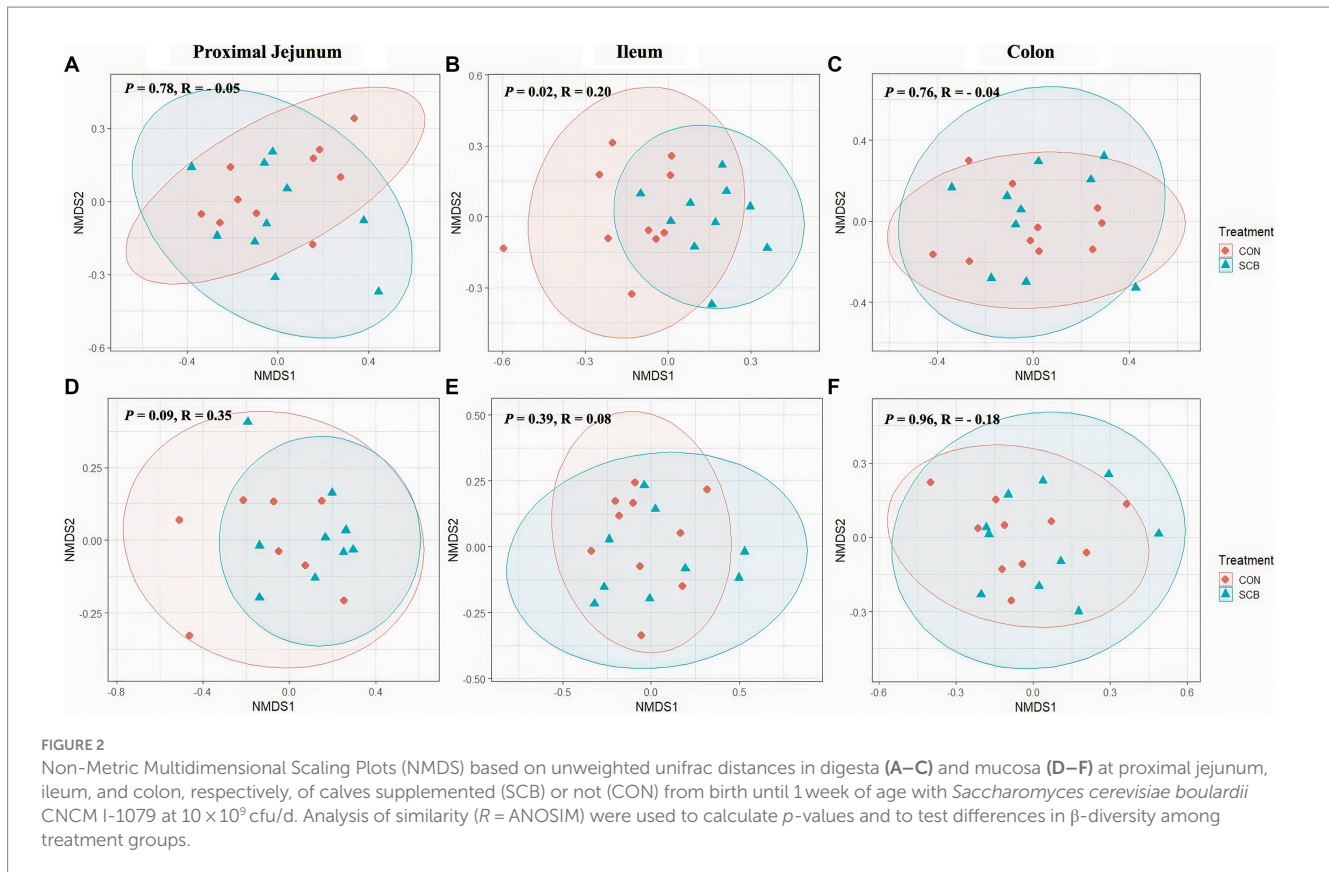 Proximal Jejunum
Ileum
Colon
A
P = 0.78, R = - 0.05
0.3
0.0
-0.3
-0.6
NMDS2
-0.4
0.0
0.4
NMDS1
B
P = 0.02, R = 0.20
0.6
0.3
0.0
-0.3
NMDS2
-0.6
-0.3
0.0
0.3
NMDS1
C
P = 0.76, R = - 0.04
0.4
0.0
-0.4
NMDS2
-0.4
0.0
0.4
NMDS1
Treatment
CON
SCB
D
P = 0.09, R = 0.35
0.25
0.00
-0.25
NMDS2
-0.8
-0.4
0.0
0.4
NMDS1
E
P = 0.39, R = 0.08
0.50
0.25
0.00
-0.25
-0.50
NMDS2
-0.5
0.0
0.5
NMDS1
F
P = 0.96, R = - 0.18
0.3
0.0
-0.3
NMDS2
-0.6
-0.3
0.0
0.3
0.6
NMDS1
Treatment
CON
SCB
FIGURE 2
Non-Metric Multidimensional Scaling Plots (NMDS) based on unweighted unifrac distances in digesta (A–C) and mucosa (D–F) at proximal jejunum,
ileum, and colon, respectively, of calves supplemented (SCB) or not (CON) from birth until 1 week of age with Saccharomyces cerevisiae boulardii
CNCM I-1079 at 10 × 10⁹ cfu/d. Analysis of similarity (R = ANOSIM) were used to calculate p-values and to test differences in β-diversity among
treatment groups.